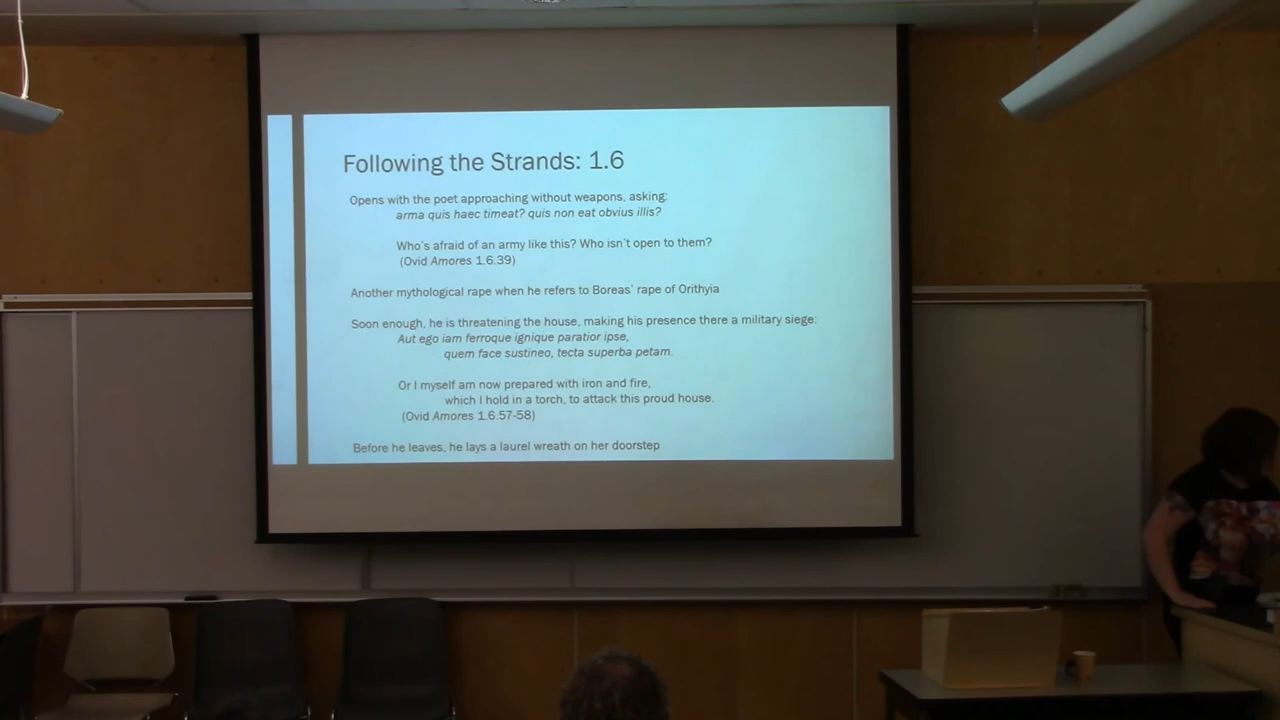 Following the Strands: 1.6
Opens with the poet approaching without weapons, asking:
arma quis haec timeat? quis non eat obvius illis?
Who's afraid of an army like this? Who isn't open to them?
(Ovid Amores 1.6.39)
Another mythological rape when he refers to Boreas' rape of Orithyia
Soon enough, he is threatening the house, making his presence there a military siege:
Aut ego iam ferroque ignique paratior ipse,
quem face sustineo, tecta superba petam.
Or I myself am now prepared with iron and fire,
which I hold in a torch, to attack this proud house.
(Ovid Amores 1.6.57-58)
Before he leaves, he lays a laurel wreath on her doorstep